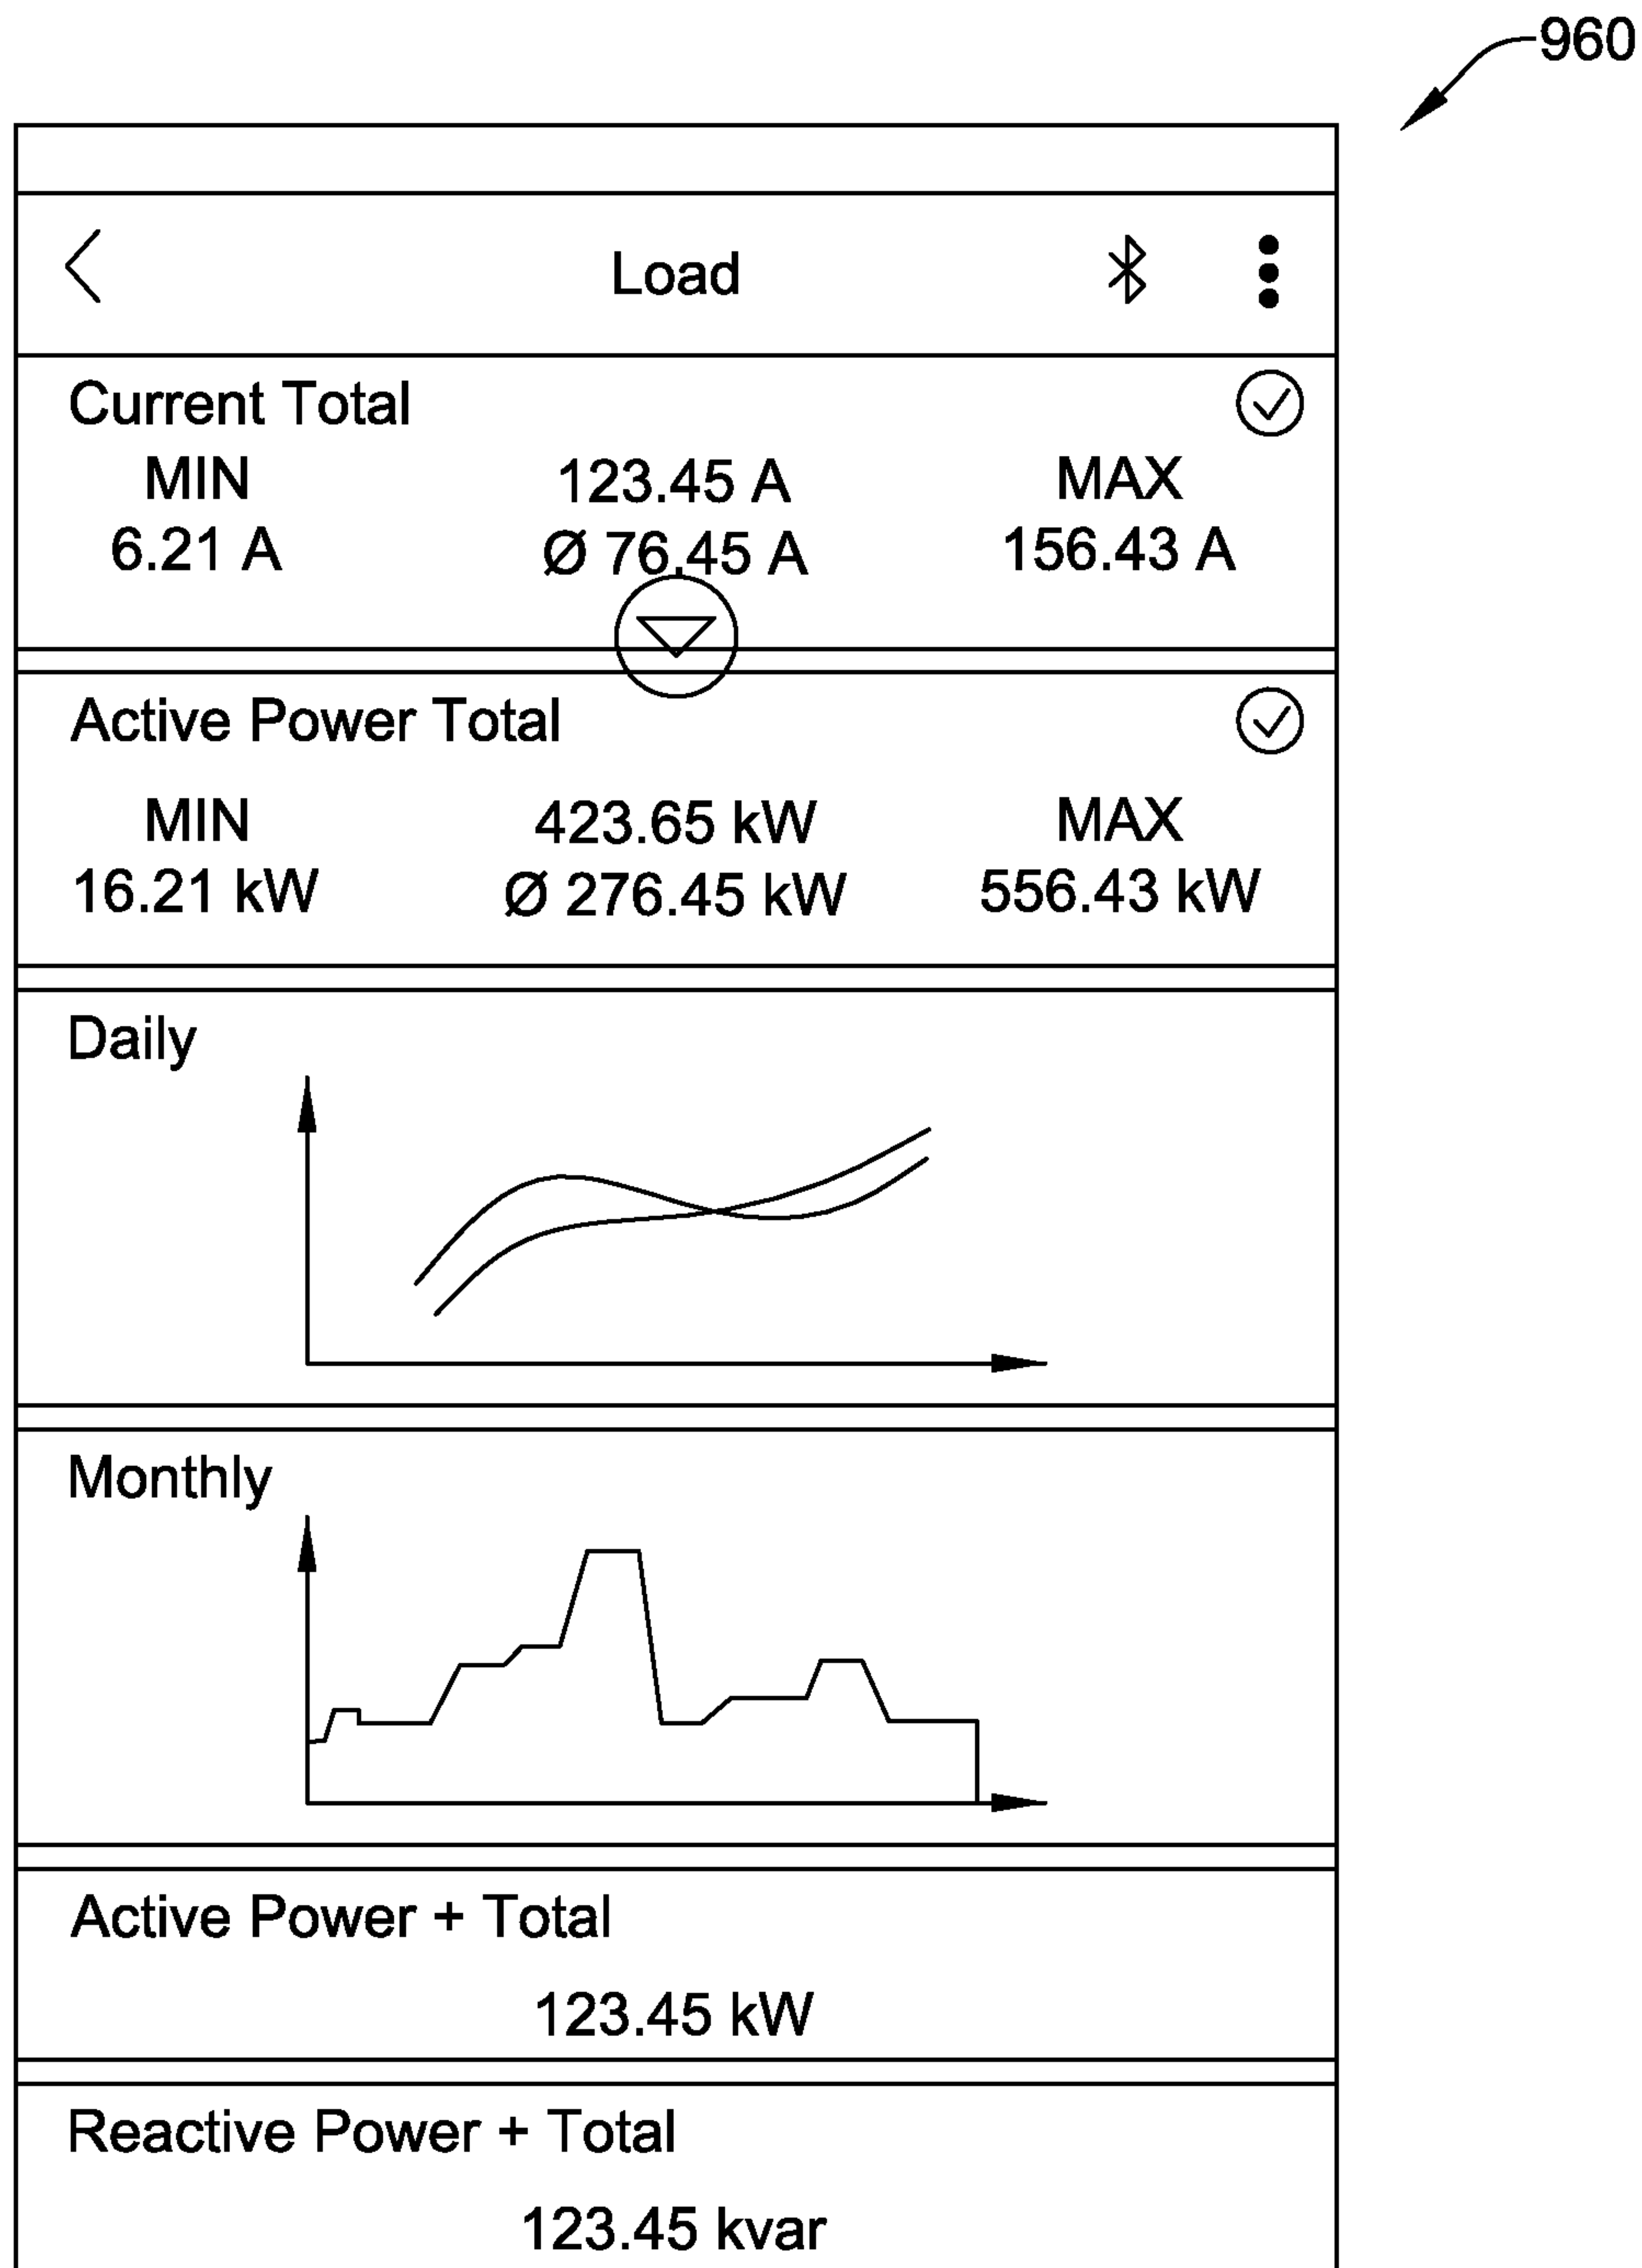 960
Load
Current Total
MIN 123.45 A MAX
6.21 A Ø 76.45 A 156.43 A
Active Power Total
MIN 423.65 kW MAX
16.21 kW Ø 276.45 kW 556.43 kW
Daily
Monthly
Active Power + Total
123.45 kW
Reactive Power + Total
123.45 kvar